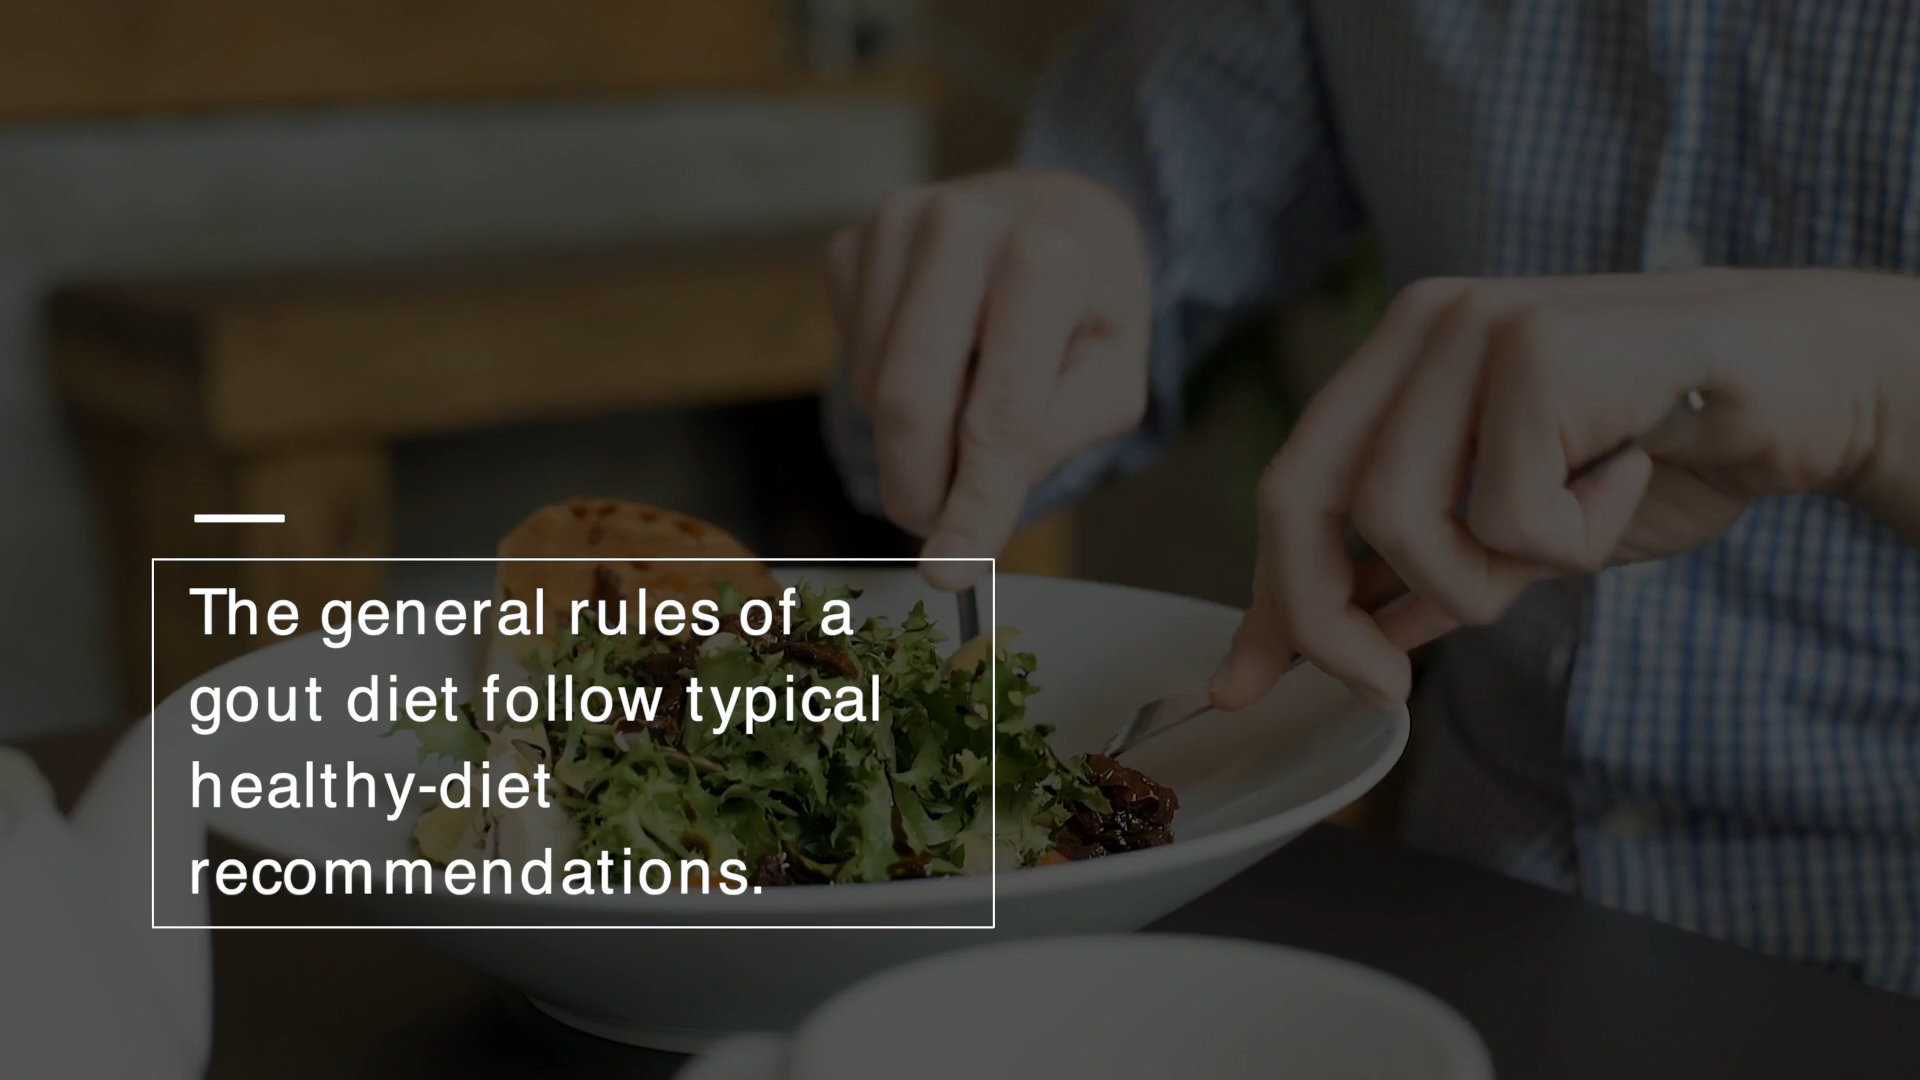 The general rules of a
gout diet follow typical
healthy-diet
recommendations.